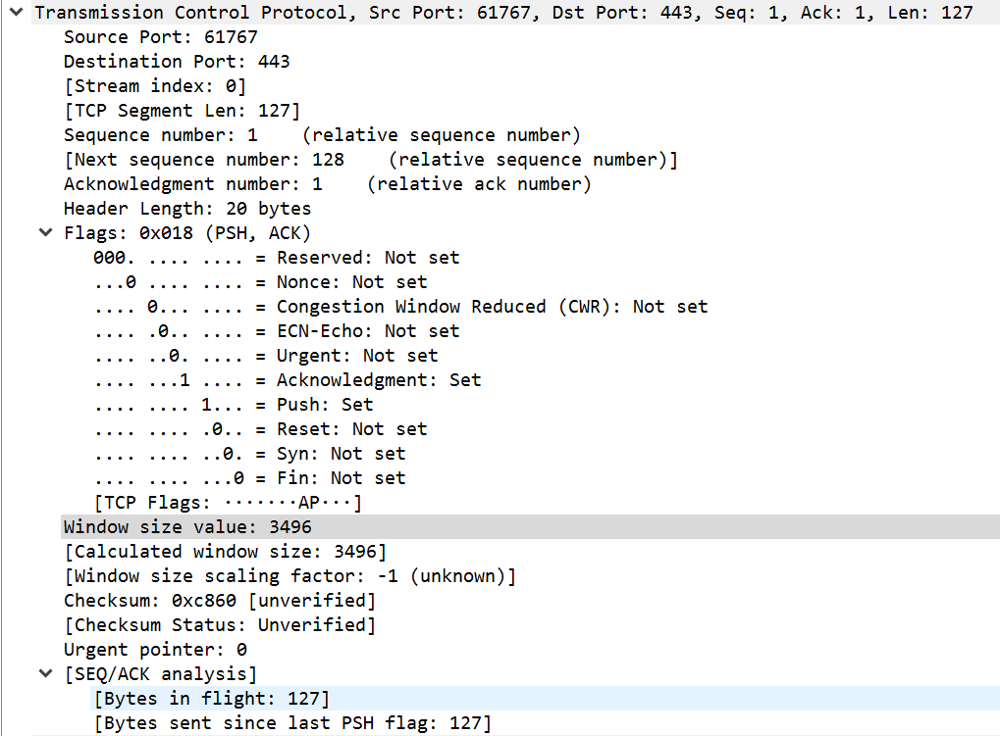 Transmission Control Protocol, Src Port: 61767, Dst Port: 443, Seq: 1, Ack: 1, Len: 127
Source Port: 61767
Destination Port: 443
[Stream index: 0]
[TCP Segment Len: 127]
Sequence number: 1    (relative sequence number)
[Next sequence number: 128    (relative sequence number)]
Acknowledgment number: 1    (relative ack number)
Header Length: 20 bytes
Flags: 0x018 (PSH, ACK)
000. .... .... = Reserved: Not set
...0 .... .... = Nonce: Not set
.... 0... .... = Congestion Window Reduced (CWR): Not set
.... .0.. .... = ECN-Echo: Not set
.... ..0. .... = Urgent: Not set
.... ...1 .... = Acknowledgment: Set
.... .... 1... = Push: Set
.... .... .0.. = Reset: Not set
.... .... ..0. = Syn: Not set
.... .... ...0 = Fin: Not set
[TCP Flags: ·······AP···]
Window size value: 3496
[Calculated window size: 3496]
[Window size scaling factor: -1 (unknown)]
Checksum: 0xc860 [unverified]
[Checksum Status: Unverified]
Urgent pointer: 0
[SEQ/ACK analysis]
[Bytes in flight: 127]
[Bytes sent since last PSH flag: 127]